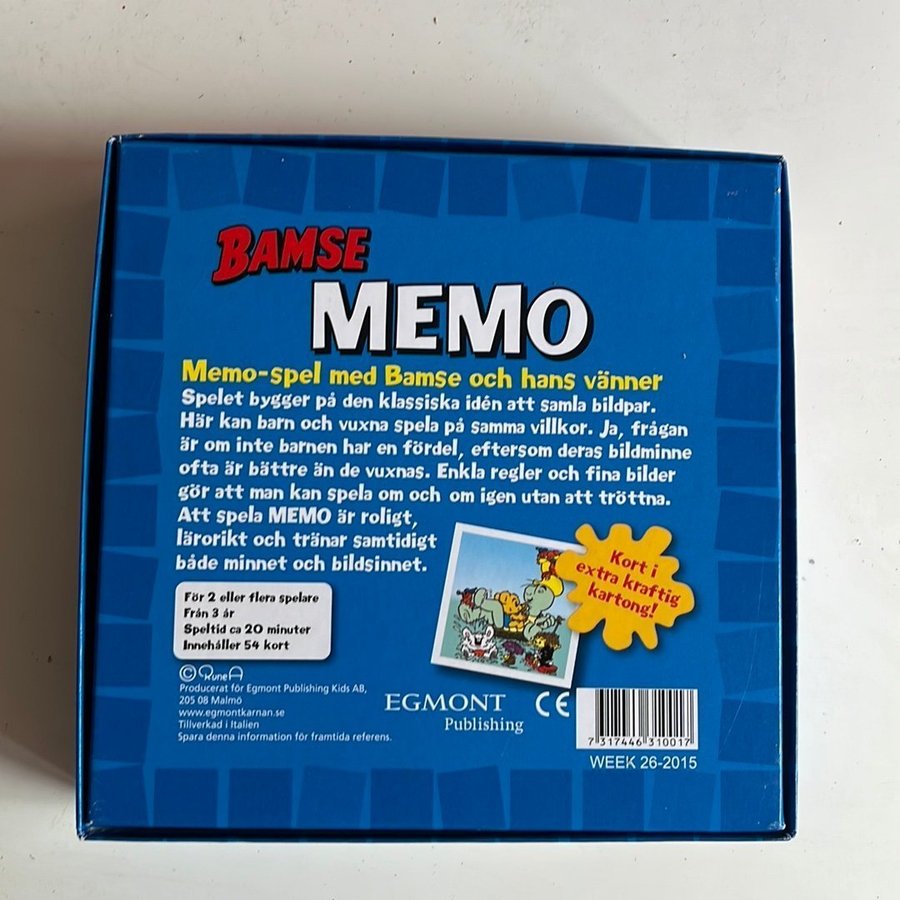 BAMSE
MEMO
Memo-spel med Bamse och hans vänner
Spelet bygger på den klassiska idén att samla bildpar.
Här kan barn och vuxna spela på samma villkor. Ja, frågan
är om inte barnen har en fördel, eftersom deras bildminne
ofta är bättre än de vuxnas. Enkla regler och fina bilder
gör att man kan spela om och om igen utan att tröttna.
Att spela MEMO är roligt,
lärorikt och tränar samtidigt
både minnet och bildsinnet.
Kort i
extra kraftig
kartong!
För 2 eller flera spelare
Från 3 år
Speltid ca 20 minuter
Innehåller 54 kort
© Rune A
Producerat för Egmont Publishing Kids AB,
205 08 Malmö
www.egmontkarnan.se
Tillverkad i Italien
Spara denna information för framtida referens.
EGMONT
Publishing
CE
7 317446 310017
WEEK 26-2015